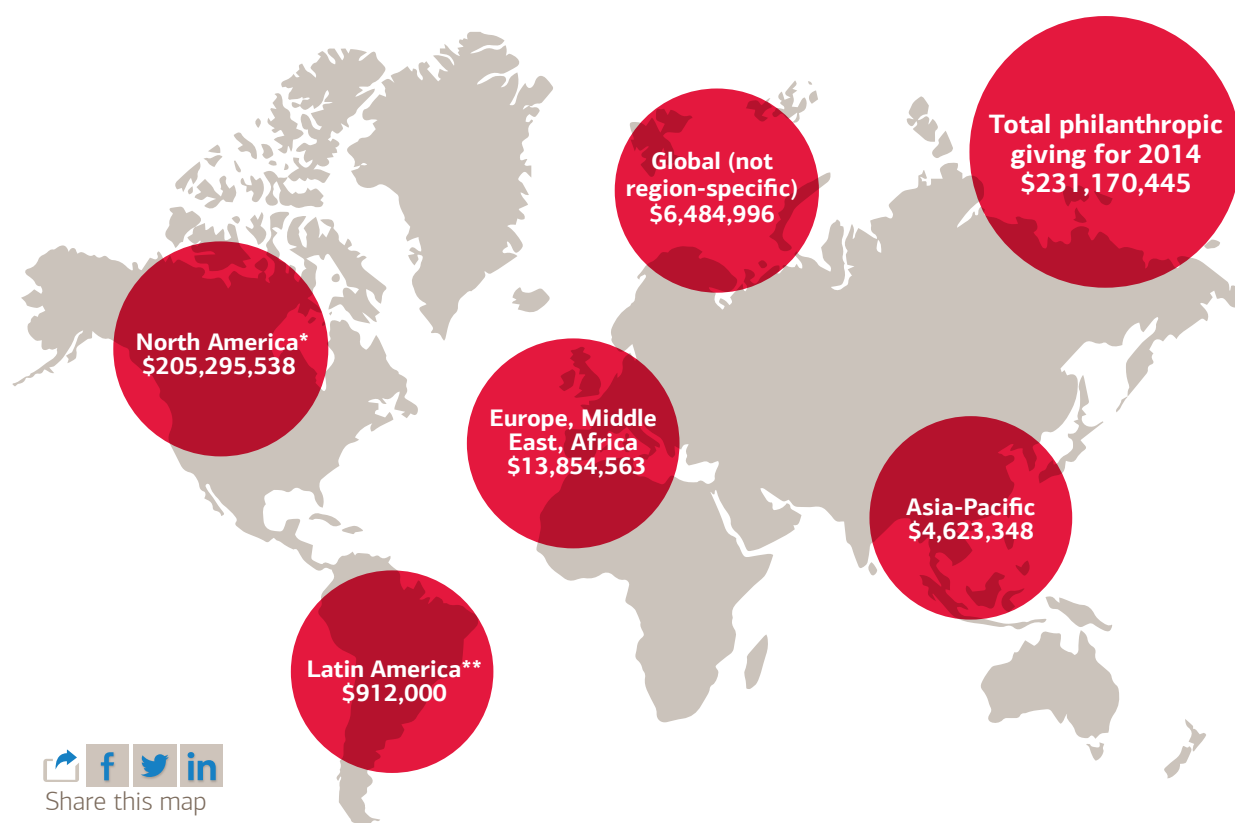 Total philanthropic
giving for 2014
$231,170,445
Global (not
region-specific)
$6,484,996
North America*
$205,295,538
Europe, Middle
East, Africa
$13,854,563
Asia-Pacific
$4,623,348
Latin America**
$912,000
f
in
Share this map